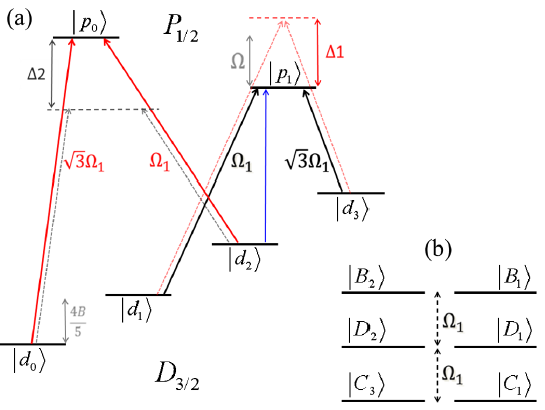 (a)
|p₀⟩
P₁/₂
Δ2
Ω
Δ1
|p₁⟩
√3Ω₁
Ω₁
Ω₁
√3Ω₁
|d₃⟩
|d₂⟩
|d₁⟩
4B/5
|d₀⟩
D₃/₂
(b)
|B₂⟩
|B₁⟩
Ω₁
|D₂⟩
|D₁⟩
Ω₁
|C₃⟩
|C₁⟩